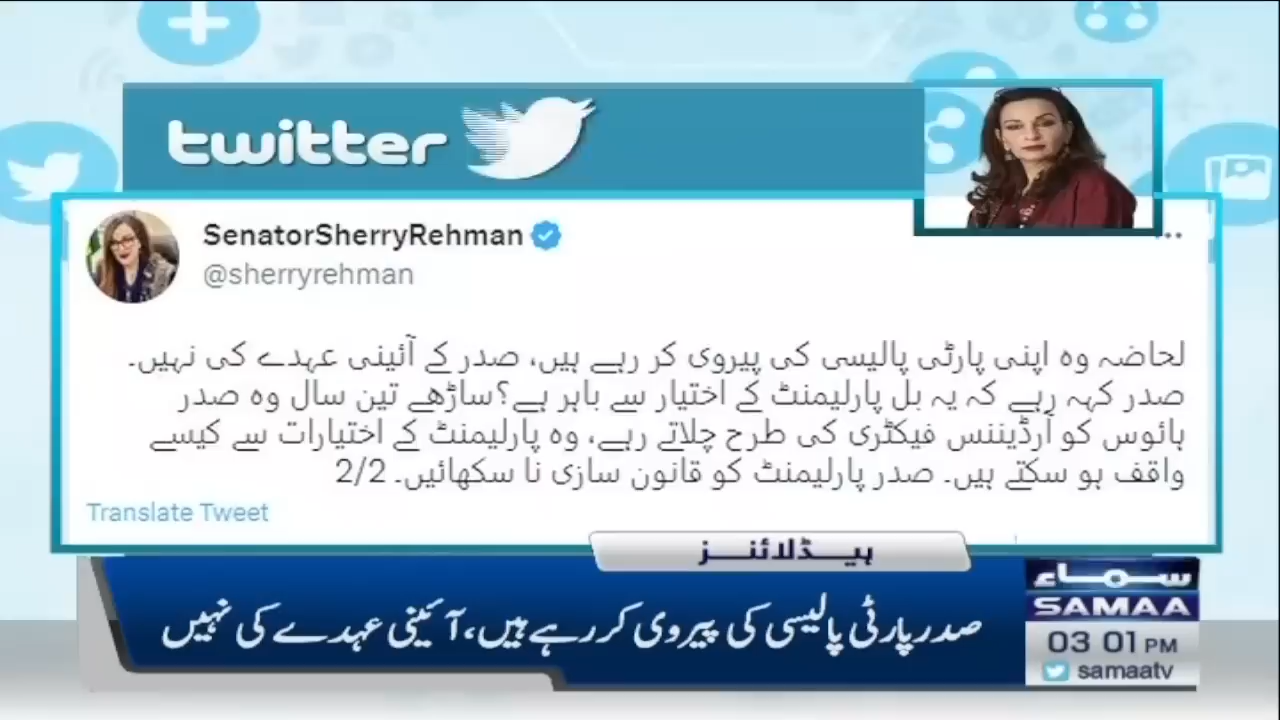 twitter
SenatorSherryRehman
@sherryrehman
لحاضہ وہ اپنی پارٹی پالیسی کی پیروی کر رہے ہیں، صدر کے آئینی عہدے کی نہیں۔
صدر کہہ رہے کہ یہ بل پارلیمنٹ کے اختیار سے باہر ہے؟ساڑھے تین سال وہ صدر
ہائوس کو آرڈیننس فیکٹری کی طرح چلاتے رہے، وہ پارلیمنٹ کے اختیارات سے کیسے
واقف ہو سکتے ہیں۔ صدر پارلیمنٹ کو قانون سازی نا سکھائیں۔ 2/2
Translate Tweet
ہیڈلائنز
صدر پارٹی پالیسی کی پیروی کررہے ہیں،آئینی عہدے کی نہیں
سماء
SAMAA
03 01 PM
samaatv